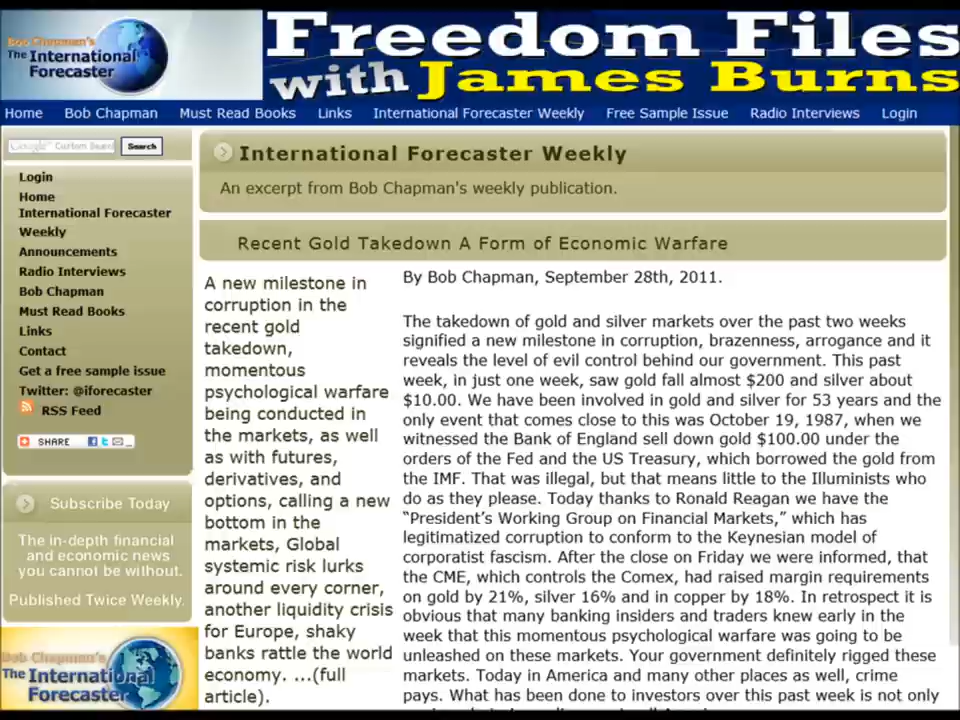 Bob Chapman's
The International
Forecaster
Freedom Files
with James Burns
Home Bob Chapman Must Read Books Links International Forecaster Weekly Free Sample Issue Radio Interviews Login
Google Custom Search
Login
Home
International Forecaster
Weekly
Announcements
Radio Interviews
Bob Chapman
Must Read Books
Links
Contact
Get a free sample issue
Twitter: @iforecaster
RSS Feed
SHARE
Subscribe Today
The in-depth financial
and economic news
you cannot be without.
Published Twice Weekly.
Bob Chapman's
The International
Forecaster
International Forecaster Weekly
An excerpt from Bob Chapman's weekly publication.
Recent Gold Takedown A Form of Economic Warfare
A new milestone in
corruption in the
recent gold
takedown,
momentous
psychological warfare
being conducted in
the markets, as well
as with futures,
derivatives, and
options, calling a new
bottom in the
markets, Global
systemic risk lurks
around every corner,
another liquidity crisis
for Europe, shaky
banks rattle the world
economy. ...(full
article).
By Bob Chapman, September 28th, 2011.
The takedown of gold and silver markets over the past two weeks
signified a new milestone in corruption, brazenness, arrogance and it
reveals the level of evil control behind our government. This past
week, in just one week, saw gold fall almost $200 and silver about
$10.00. We have been involved in gold and silver for 53 years and the
only event that comes close to this was October 19, 1987, when we
witnessed the Bank of England sell down gold $100.00 under the
orders of the Fed and the US Treasury, which borrowed the gold from
the IMF. That was illegal, but that means little to the Illuminists who
do as they please. Today thanks to Ronald Reagan we have the
“President’s Working Group on Financial Markets,” which has
legitimatized corruption to conform to the Keynesian model of
corporatist fascism. After the close on Friday we were informed, that
the CME, which controls the Comex, had raised margin requirements
on gold by 21%, silver 16% and in copper by 18%. In retrospect it is
obvious that many banking insiders and traders knew early in the
week that this momentous psychological warfare was going to be
unleashed on these markets. Your government definitely rigged these
markets. Today in America and many other places as well, crime
pays. What has been done to investors over this past week is not only